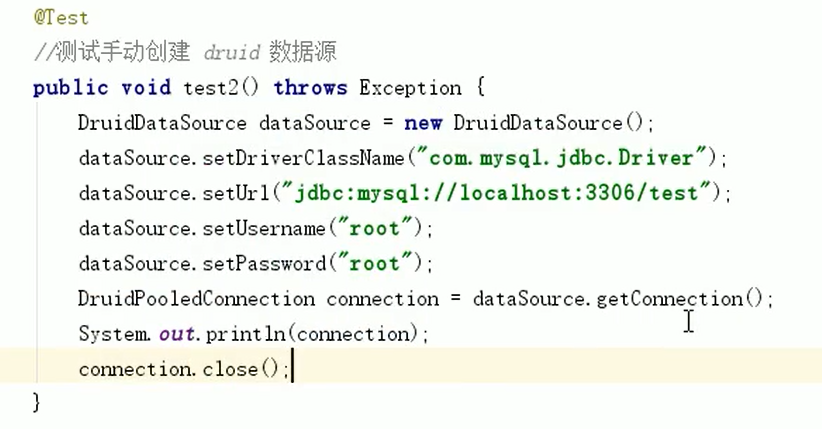 @Test
//测试手动创建 druid 数据源
public void test2() throws Exception {
DruidDataSource dataSource = new DruidDataSource();
dataSource.setDriverClassName("com.mysql.jdbc.Driver");
dataSource.setUrl("jdbc:mysql://localhost:3306/test");
dataSource.setUsername("root");
dataSource.setPassword("root");
DruidPooledConnection connection = dataSource.getConnection();
System.out.println(connection);
connection.close();
}